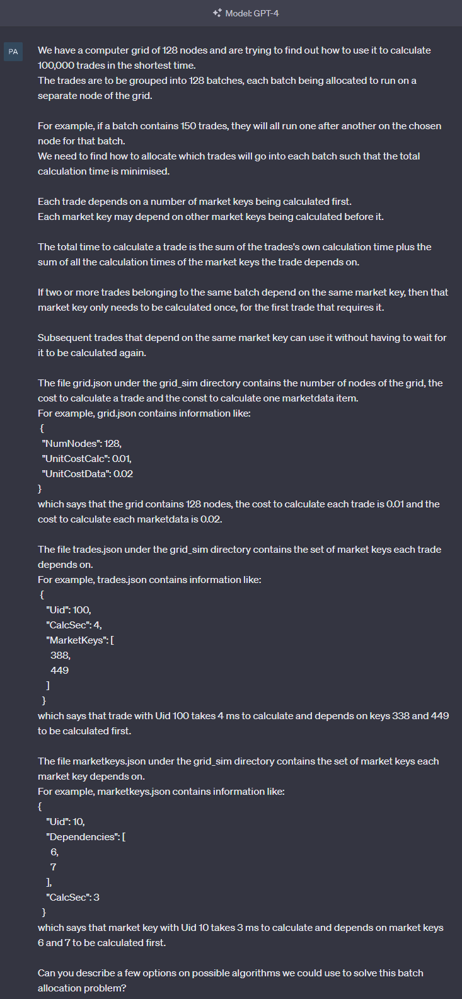 Model: GPT-4
PA
We have a computer grid of 128 nodes and are trying to find out how to use it to calculate
100,000 trades in the shortest time.
The trades are to be grouped into 128 batches, each batch being allocated to run on a
separate node of the grid.
For example, if a batch contains 150 trades, they will all run one after another on the chosen
node for that batch.
We need to find how to allocate which trades will go into each batch such that the total
calculation time is minimised.
Each trade depends on a number of market keys being calculated first.
Each market key may depend on other market keys being calculated before it.
The total time to calculate a trade is the sum of the trades's own calculation time plus the
sum of all the calculation times of the market keys the trade depends on.
If two or more trades belonging to the same batch depend on the same market key, then that
market key only needs to be calculated once, for the first trade that requires it.
Subsequent trades that depend on the same market key can use it without having to wait for
it to be calculated again.
The file grid.json under the grid_sim directory contains the number of nodes of the grid, the
cost to calculate a trade and the const to calculate one marketdata item.
For example, grid.json contains information like:
{
"NumNodes": 128,
"UnitCostCalc": 0.01,
"UnitCostData": 0.02
}
which says that the grid contains 128 nodes, the cost to calculate each trade is 0.01 and the
cost to calculate each marketdata is 0.02.
The file trades.json under the grid_sim directory contains the set of market keys each trade
depends on.
For example, trades.json contains information like:
{
"Uid": 100,
"CalcSec": 4,
"MarketKeys": [
388,
449
]
}
which says that trade with Uid 100 takes 4 ms to calculate and depends on keys 338 and 449
to be calculated first.
The file marketkeys.json under the grid_sim directory contains the set of market keys each
market key depends on.
For example, marketkeys.json contains information like:
{
"Uid": 10,
"Dependencies": [
6,
7
],
"CalcSec": 3
}
which says that market key with Uid 10 takes 3 ms to calculate and depends on market keys
6 and 7 to be calculated first.
Can you describe a few options on possible algorithms we could use to solve this batch
allocation problem?